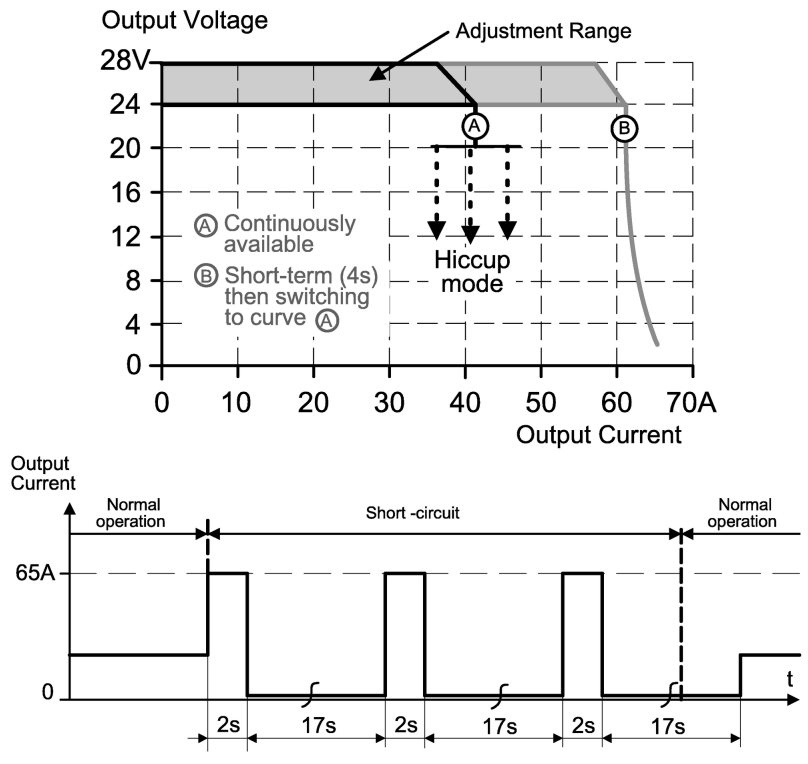 Output Voltage
Adjustment Range
28V
24
20
16
12
8
4
0
A
B
A Continuously
available
B Short-term (4s)
then switching
to curve A
Hiccup
mode
0 10 20 30 40 50 60 70A
Output Current
Output
Current
Normal
operation
Short -circuit
Normal
operation
65A
0
t
2s 17s 2s 17s 2s 17s